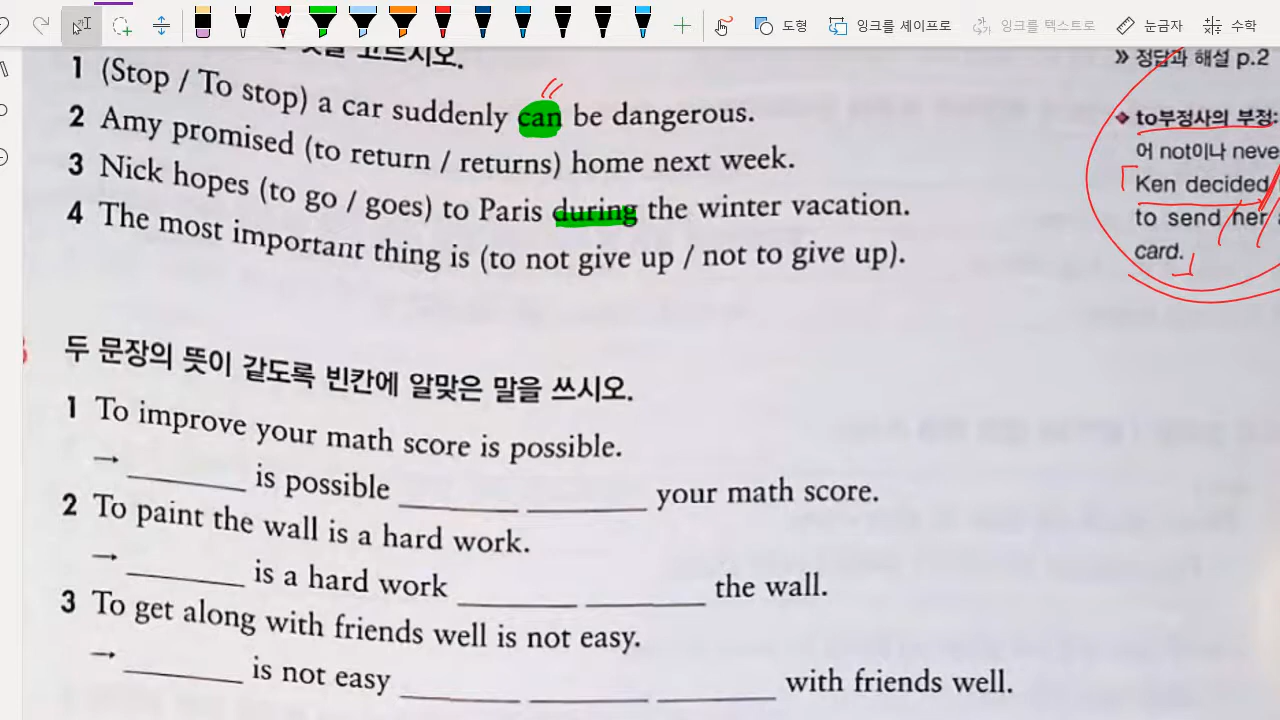 도형
잉크를 셰이프로
잉크를 텍스트로
눈금자
수학
고르시오.
1 (Stop / To stop) a car suddenly can be dangerous.
2 Amy promised (to return / returns) home next week.
3 Nick hopes (to go / goes) to Paris during the winter vacation.
4 The most important thing is (to not give up / not to give up).
» 정답과 해설 p.2
to부정사의 부정:
어 not이나 neve
Ken decided
to send her
card.
두 문장의 뜻이 같도록 빈칸에 알맞은 말을 쓰시오.
1 To improve your math score is possible.
→ ________ is possible ________ ________ your math score.
2 To paint the wall is a hard work.
→ ________ is a hard work ________ ________ the wall.
3 To get along with friends well is not easy.
→ ________ is not easy ________ ________ ________ with friends well.